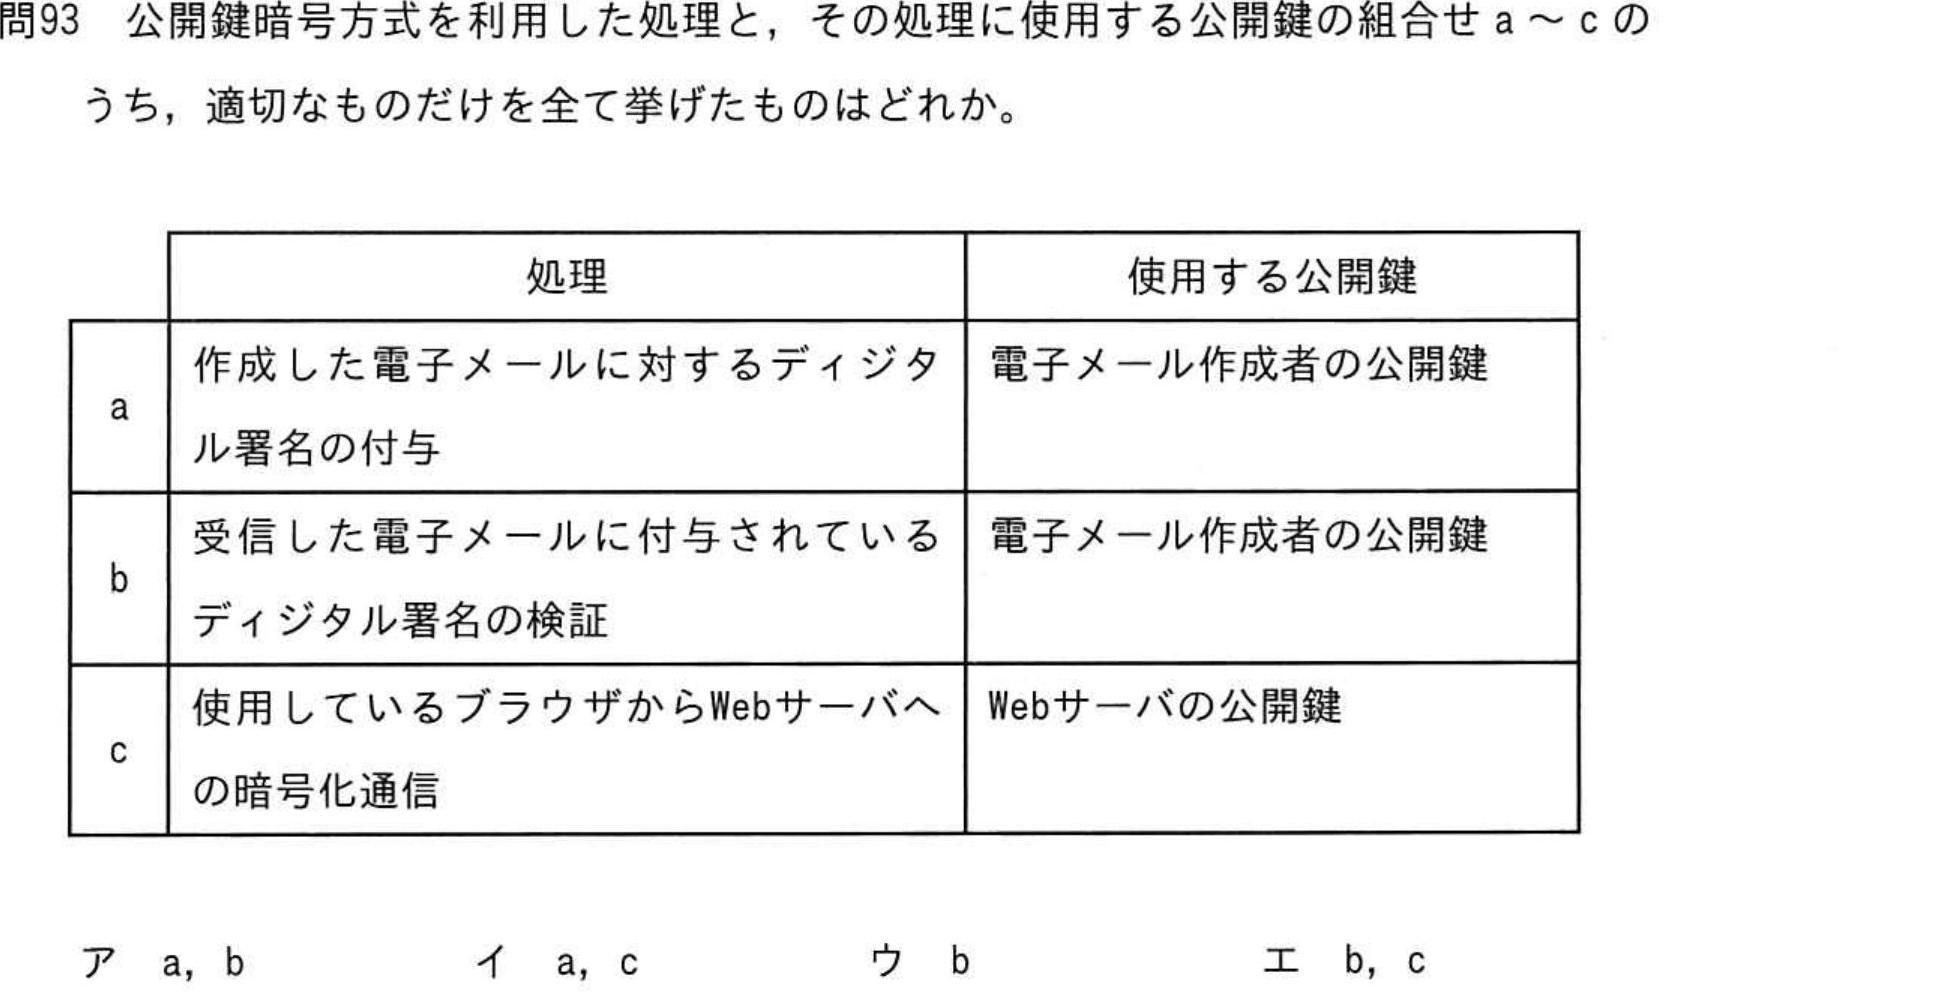 問93　公開鍵暗号方式を利用した処理と，その処理に使用する公開鍵の組合せ a～c の
うち，適切なものだけを全て挙げたものはどれか。
処理　使用する公開鍵
a　作成した電子メールに対するディジタ　電子メール作成者の公開鍵
ル署名の付与
b　受信した電子メールに付与されている　電子メール作成者の公開鍵
ディジタル署名の検証
c　使用しているブラウザからWebサーバへ　Webサーバの公開鍵
の暗号化通信
ア　a, b　イ　a, c　ウ　b　エ　b, c